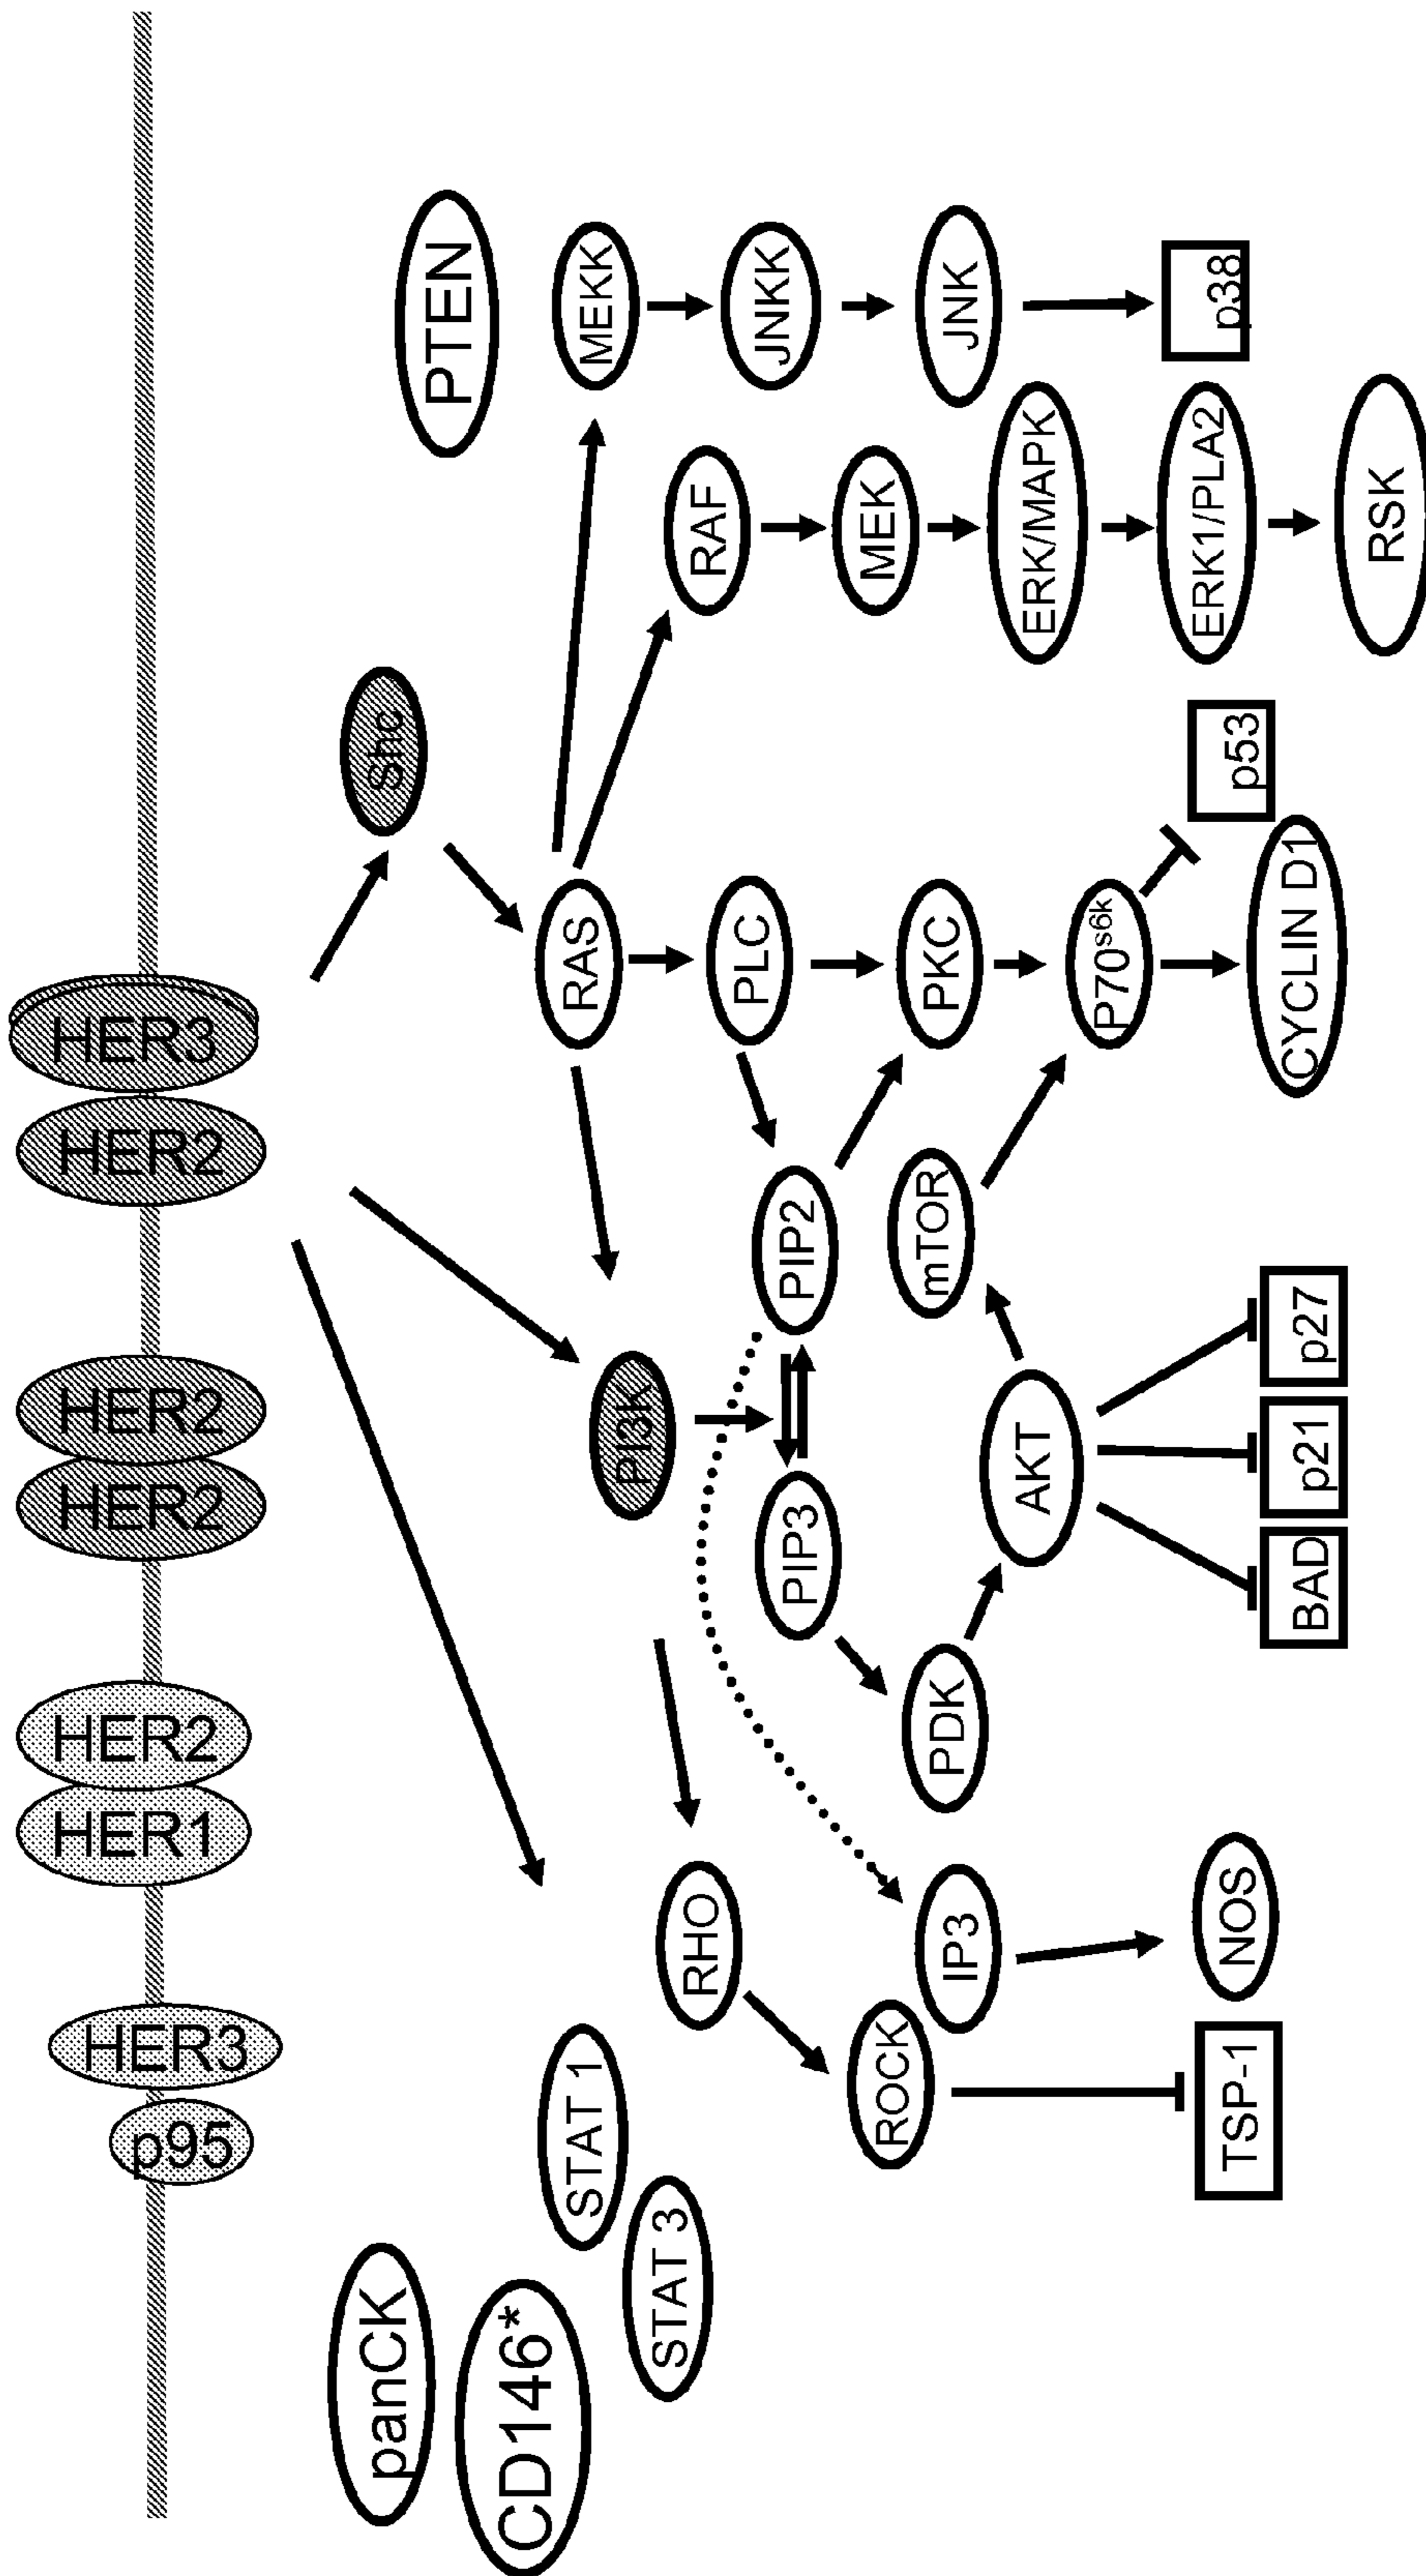 p95
HER3
HER1
HER2
HER2
HER2
HER2
HER3
panCK
CD146*
STAT 1
STAT 3
Shc
PTEN
RAS
MEKK
PI3K
RHO
PLC
RAF
JNKK
PIP3
PIP2
ROCK
IP3
PDK
mTOR
PKC
MEK
JNK
AKT
P70s6k
ERK/MAPK
TSP-1
NOS
BAD
p21
p27
CYCLIN D1
p53
ERK1/PLA2
p38
RSK